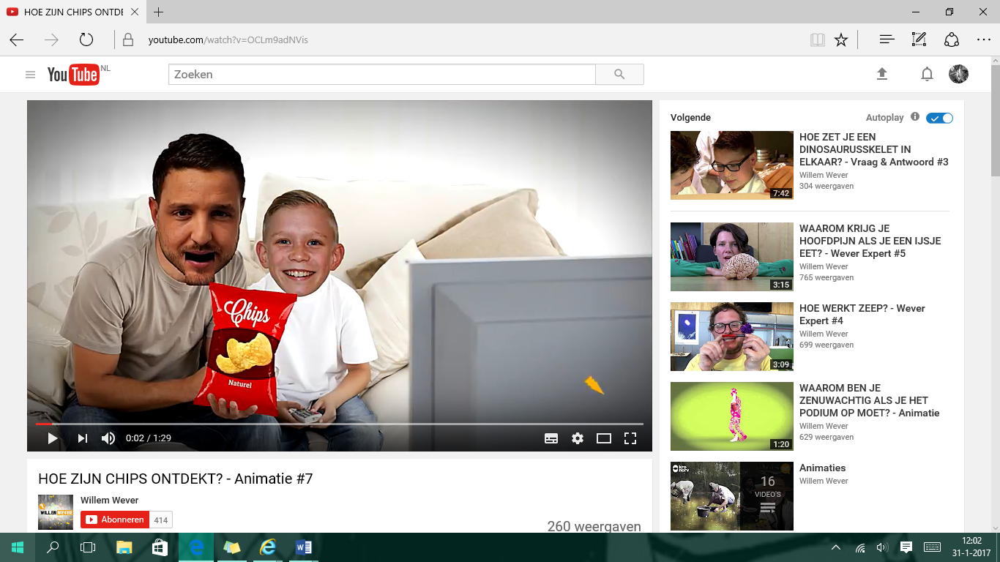 HOE ZIJN CHIPS ONTDE
youtube.com/watch?v=OCLm9adNVis
YouTube NL
Zoeken
Chips
Naturel
0:02 / 1:29
HOE ZIJN CHIPS ONTDEKT? - Animatie #7
WILLEM WEVER
Willem Wever
Abonneren 414
260 weergaven
Volgende
Autoplay
HOE ZET JE EEN
DINOSAURUSSKELET IN
ELKAAR? - Vraag & Antwoord #3
Willem Wever
304 weergaven
7:42
WAAROM KRIJG JE
HOOFDPIJN ALS JE EEN IJSJE
EET? - Wever Expert #5
Willem Wever
765 weergaven
3:15
HOE WERKT ZEEP? - Wever
Expert #4
Willem Wever
699 weergaven
3:09
WAAROM BEN JE
ZENUWACHTIG ALS JE HET
PODIUM OP MOET? - Animatie
Willem Wever
629 weergaven
1:20
kro
ncrv
16
VIDEO'S
Animaties
Willem Wever
12:02
31-1-2017